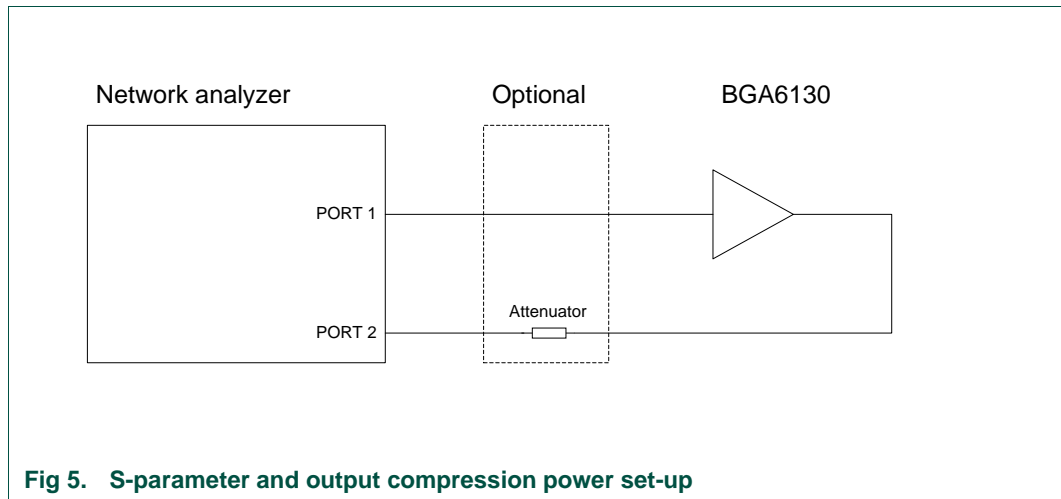 Network analyzer
Optional
BGA6130
PORT 1
Attenuator
PORT 2
Fig 5. S-parameter and output compression power set-up